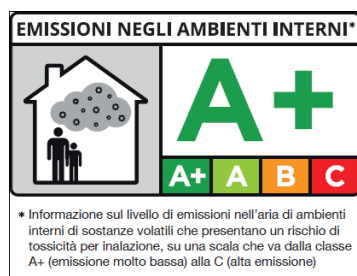 EMISSIONI NEGLI AMBIENTI INTERNI*
A+
A+ A B C
* Informazione sul livello di emissioni nell'aria di ambienti
interni di sostanze volatili che presentano un rischio di
tossicità per inalazione, su una scala che va dalla classe
A+ (emissione molto bassa) alla C (alta emissione)